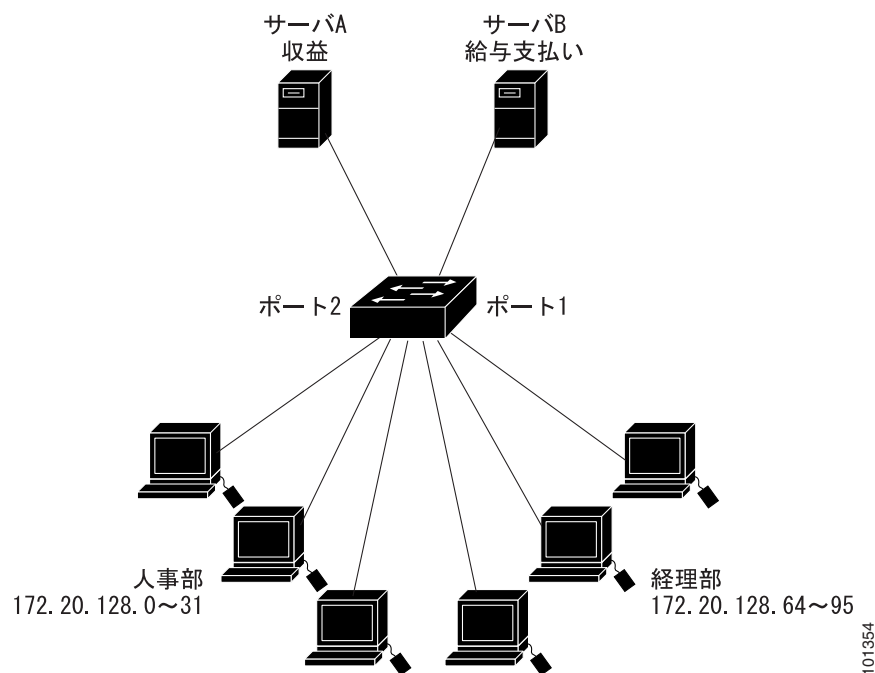 サーバA
収益
サーバB
給与支払い
ポート2
ポート1
人事部
172.20.128.0～31
経理部
172.20.128.64～95
101354